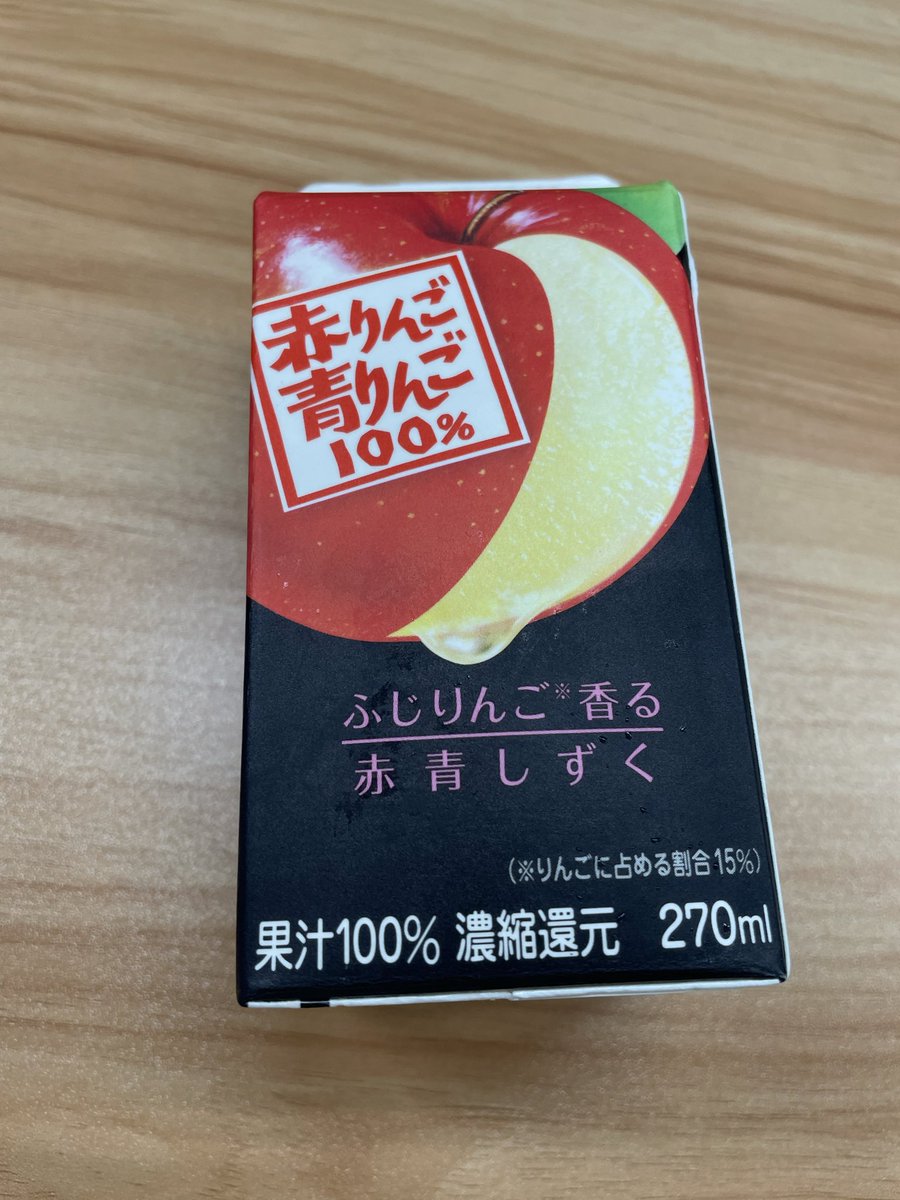 赤りんご
青りんご
100%
ふじりんご※香る
赤青しずく
(※りんごに占める割合15%)
果汁100% 濃縮還元 270ml